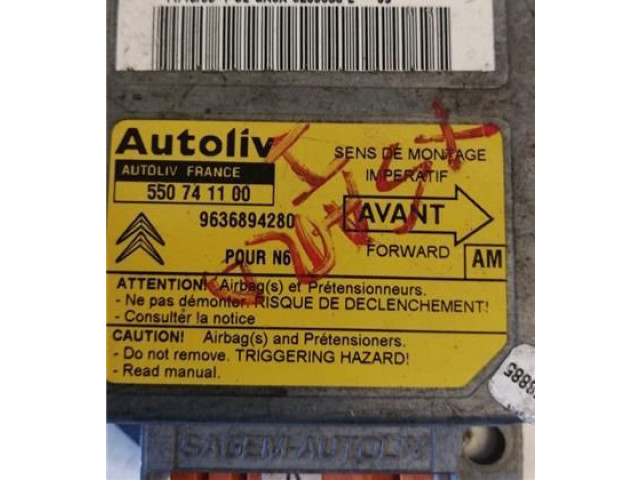 Autoliv
SENS DE MONTAGE
IMPERATIF
AUTOLIV FRANCE
550 74 11 00
9636894280
AVANT
POUR N6
FORWARD
AM
ATTENTION: Airbag(s) et Prétensionneurs.
- Ne pas démonter. RISQUE DE DECLENCHEMENT!
- Consulter la notice
CAUTION! Airbag(s) and Prétensioners.
- Do not remove. TRIGGERING HAZARD!
- Read manual.
SAGEM-AUTOLIV